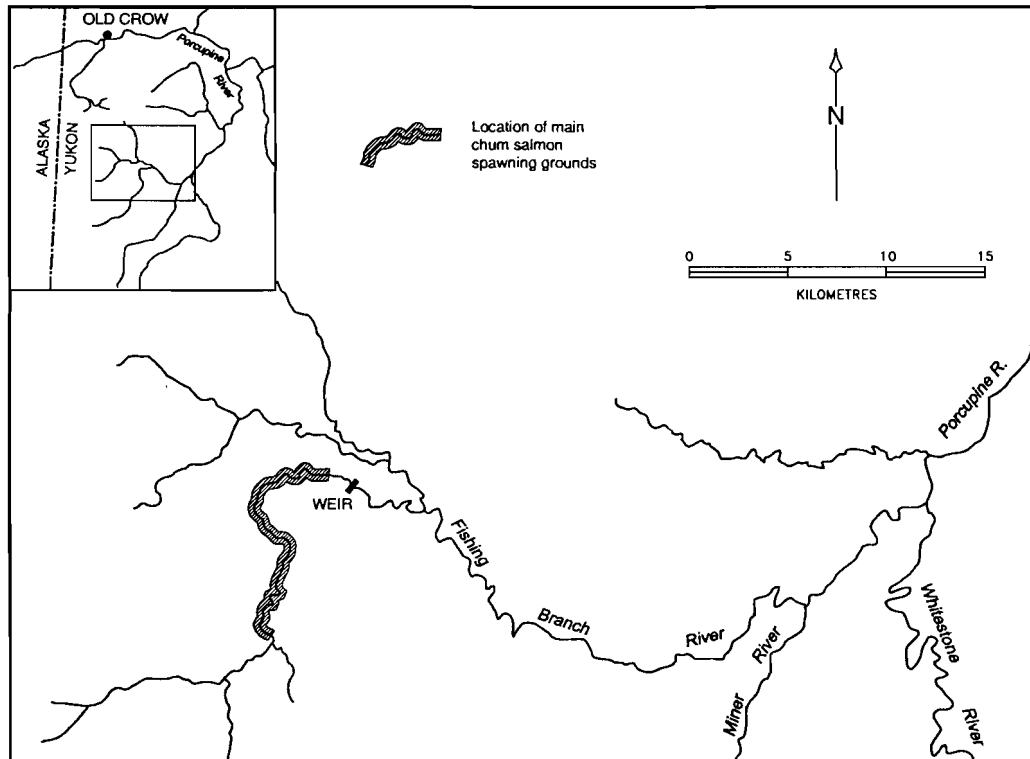 OLD CROW
Porcupine
River
ALASKA
YUKON
Location of main
chum salmon
spawning grounds
N
0 5 10 15
KILOMETRES
Porcupine R.
WEIR
Fishing
Branch
River
Miner
River
Whitestone
River